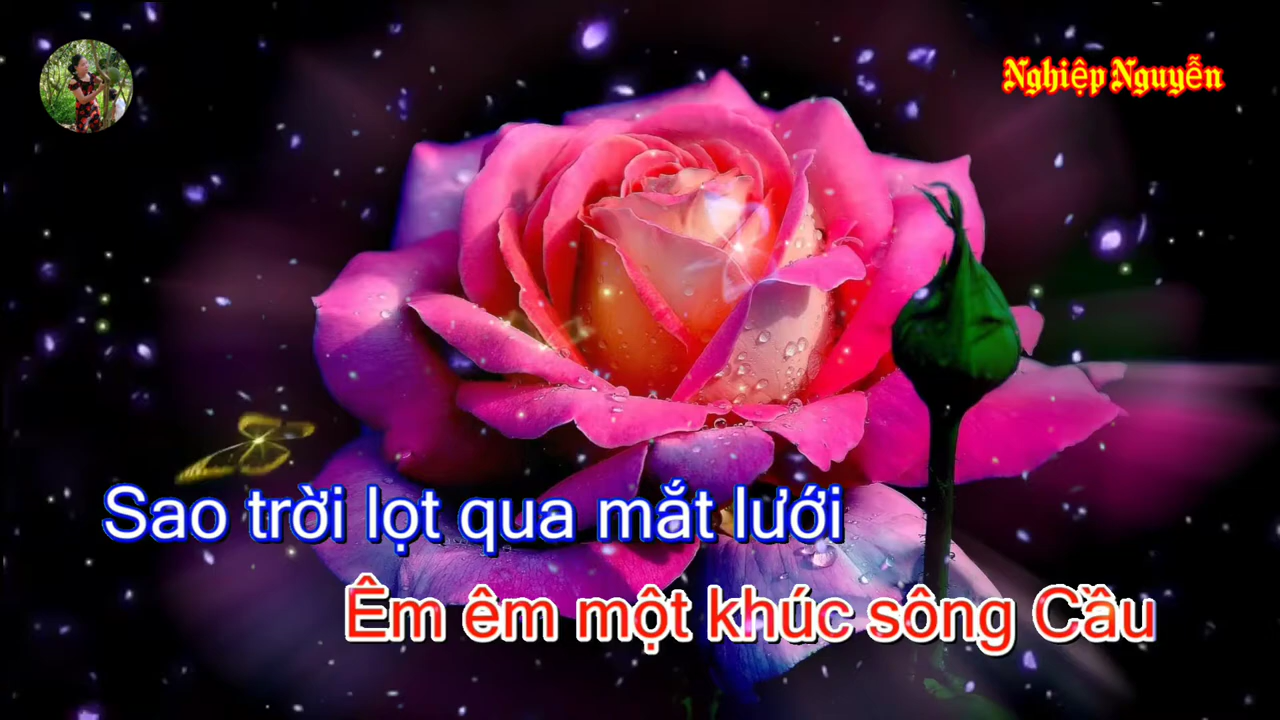 Nghiệp Nguyễn
Sao trời lọt qua mắt lưới
Êm êm một khúc sông Cầu